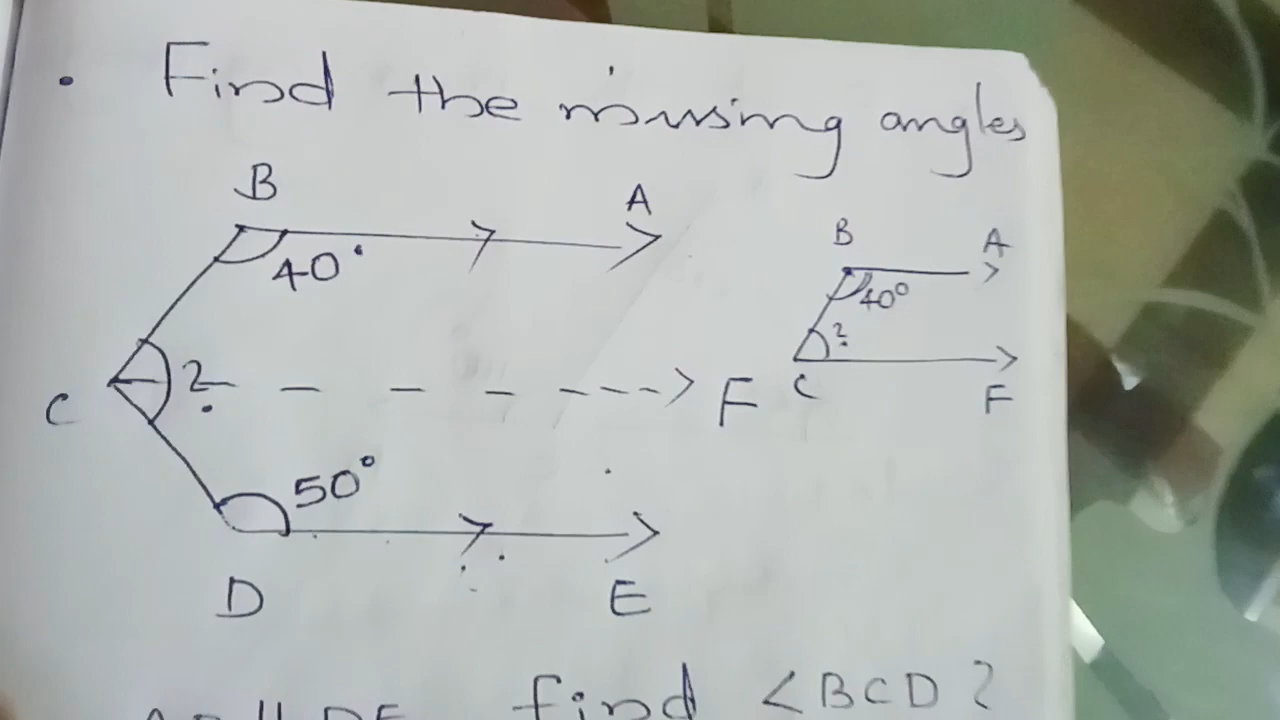 . Find the missing angles
B
A
40°
C
?
F
50°
D
E
B
A
40°
?
C
F
find <BCD?